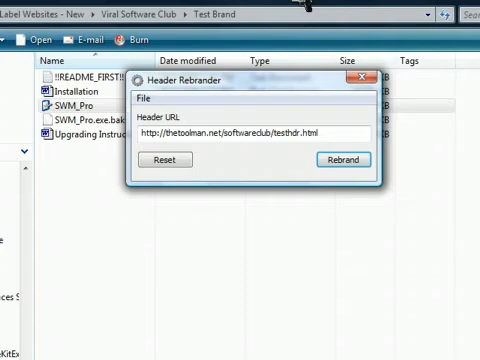 Label Websites - New ▸ Viral Software Club ▸ Test Brand
Open E-mail Burn
Name Date modified Type Size Tags
!!README_FIRST!!
Installation
SWM_Pro
SWM_Pro.exe.bak
Upgrading Instruc
Header Rebrander
File
Header URL
http://thetoolman.net/softwareclub/testhdr.html
Reset Rebrand